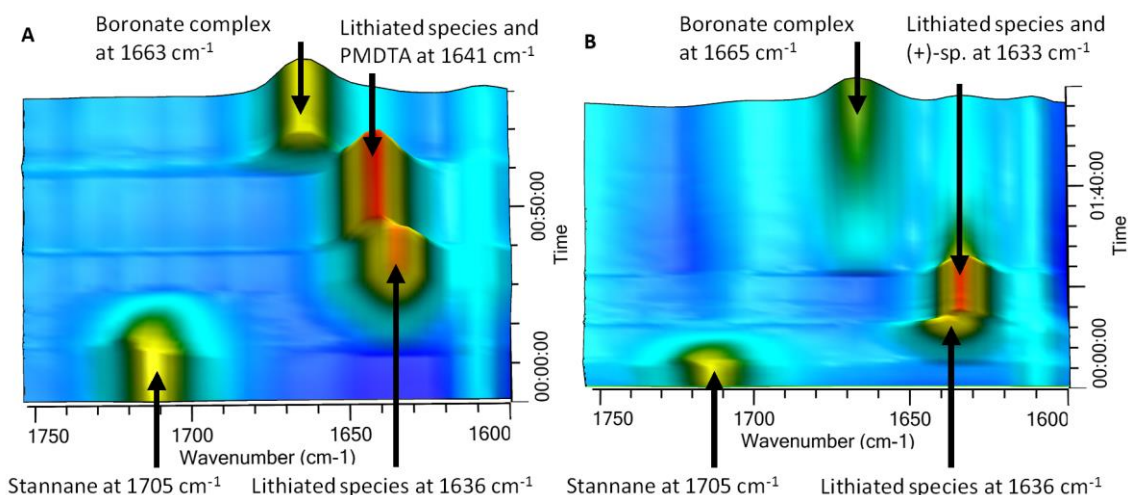 A
Boronate complex
at 1663 cm⁻¹
Lithiated species and
PMDTA at 1641 cm⁻¹
00:50:00
Time
00:00:00
1750
1700
1650
1600
Wavenumber (cm-1)
Stannane at 1705 cm⁻¹
Lithiated species at 1636 cm⁻¹
B
Boronate complex
at 1665 cm⁻¹
Lithiated species and
(+)-sp. at 1633 cm⁻¹
01:40:00
Time
00:00:00
1750
1700
1650
1600
Wavenumber (cm-1)
Stannane at 1705 cm⁻¹
Lithiated species at 1636 cm⁻¹